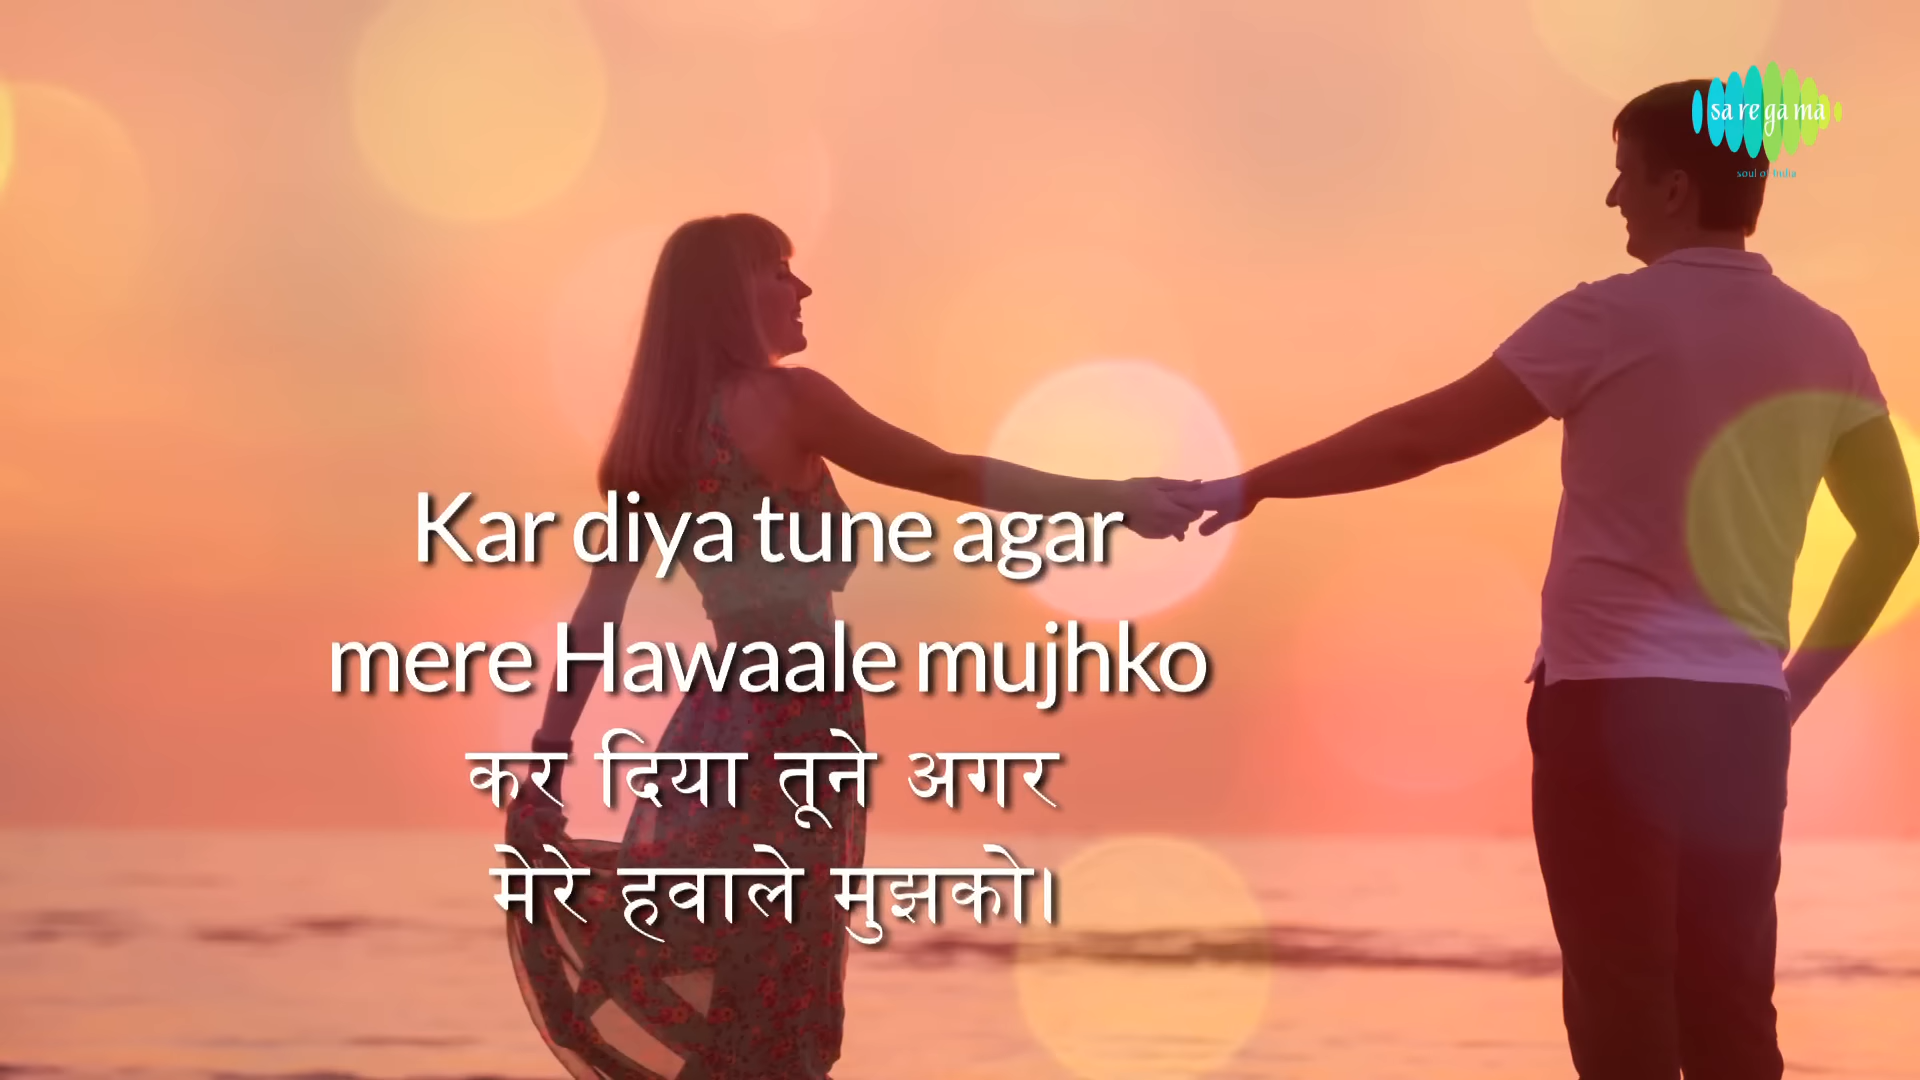 sa re ga ma
soul of India
Kar diya tune agar
mere Hawaale mujhko
कर दिया तूने अगर
मेरे हवाले मुझको।